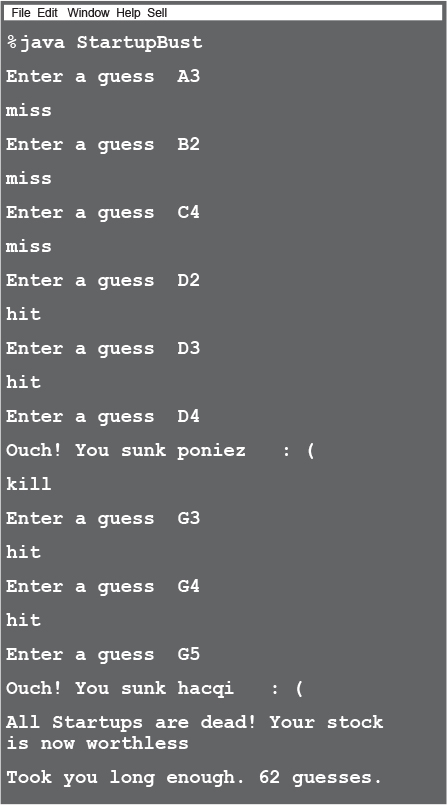 File Edit Window Help Sell
%java StartupBust
Enter a guess A3
miss
Enter a guess B2
miss
Enter a guess C4
miss
Enter a guess D2
hit
Enter a guess D3
hit
Enter a guess D4
Ouch! You sunk poniez : (
kill
Enter a guess G3
hit
Enter a guess G4
hit
Enter a guess G5
Ouch! You sunk hacqi : (
All Startups are dead! Your stock
is now worthless
Took you long enough. 62 guesses.